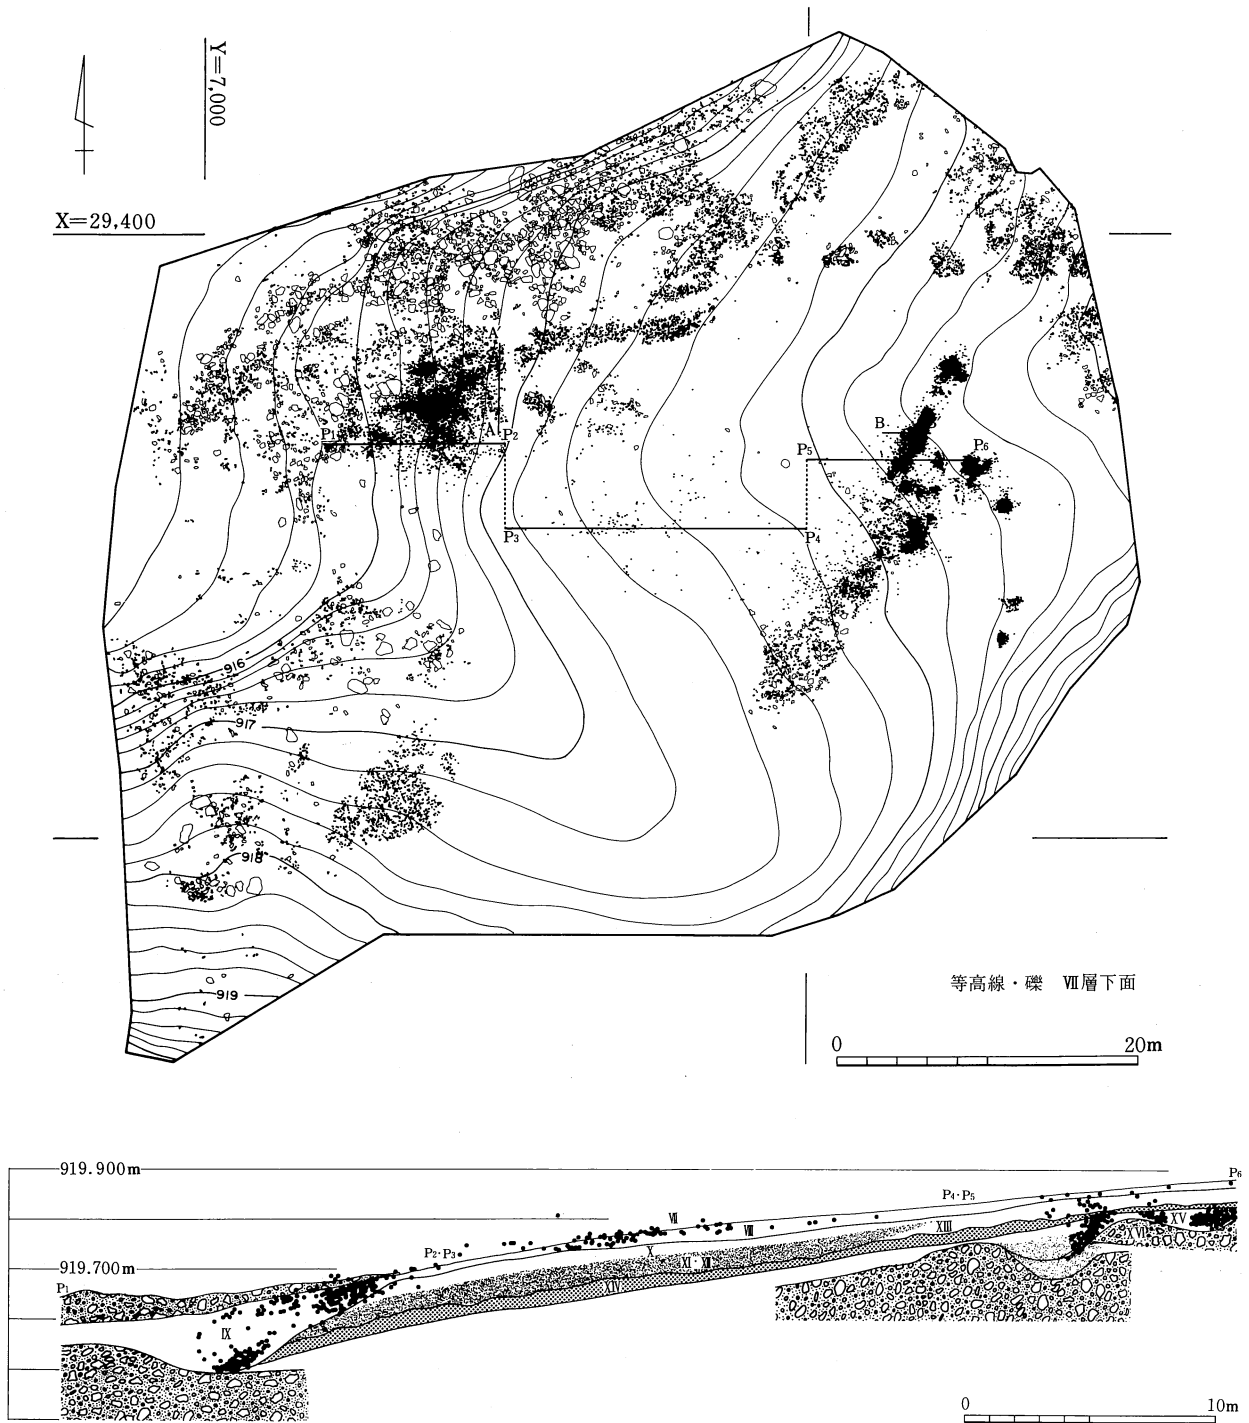 Y=7,000
X=29,400
A
P1
A
P2
B
P5
P6
P3
P4
916
917
918
919
等高線・礫 Ⅶ層下面
0 20m
919.900m
P6
P4・P5
Ⅶ
Ⅷ
XIII
XV
XVI
P2・P3
X
XI・XII
919.700m
XIV
P1
IX
0 10m